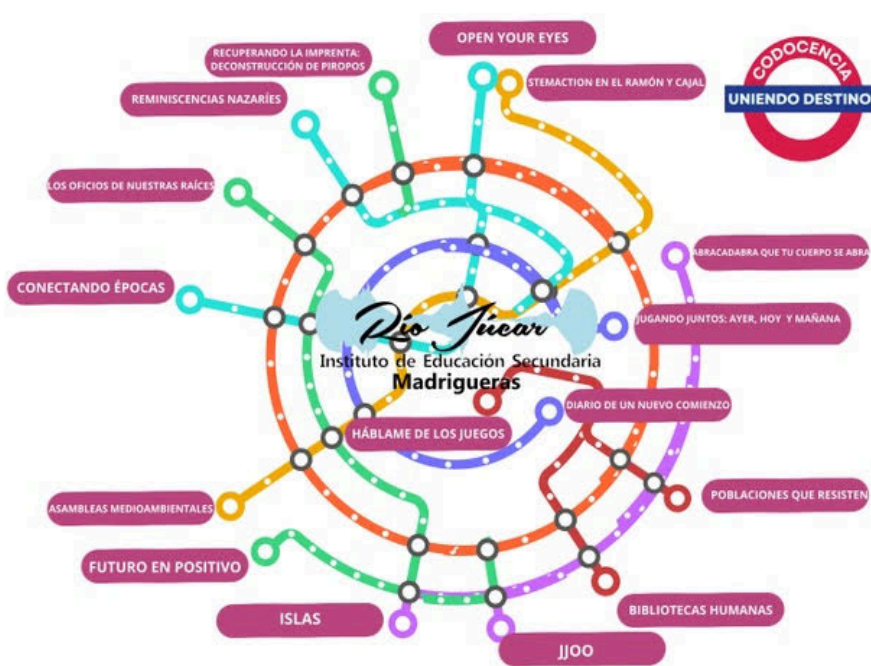 OPEN YOUR EYES
RECUPERANDO LA IMPRENTA:
DECONSTRUCCIÓN DE PIROPOS
CODOCENCIA
UNIENDO DESTINO
STEMACTION EN EL RAMÓN Y CAJAL
REMINISCENCIAS NAZARÍES
LOS OFICIOS DE NUESTRAS RAÍCES
ABRACADABRA QUE TU CUERPO SE ABRA
CONECTANDO ÉPOCAS
JUGANDO JUNTOS: AYER, HOY Y MAÑANA
Río Júcar
Instituto de Educación Secundaria
Madrigueras
DIARIO DE UN NUEVO COMIENZO
HÁBLAME DE LOS JUEGOS
POBLACIONES QUE RESISTEN
ASAMBLEAS MEDIOAMBIENTALES
FUTURO EN POSITIVO
BIBLIOTECAS HUMANAS
ISLAS
JJOO